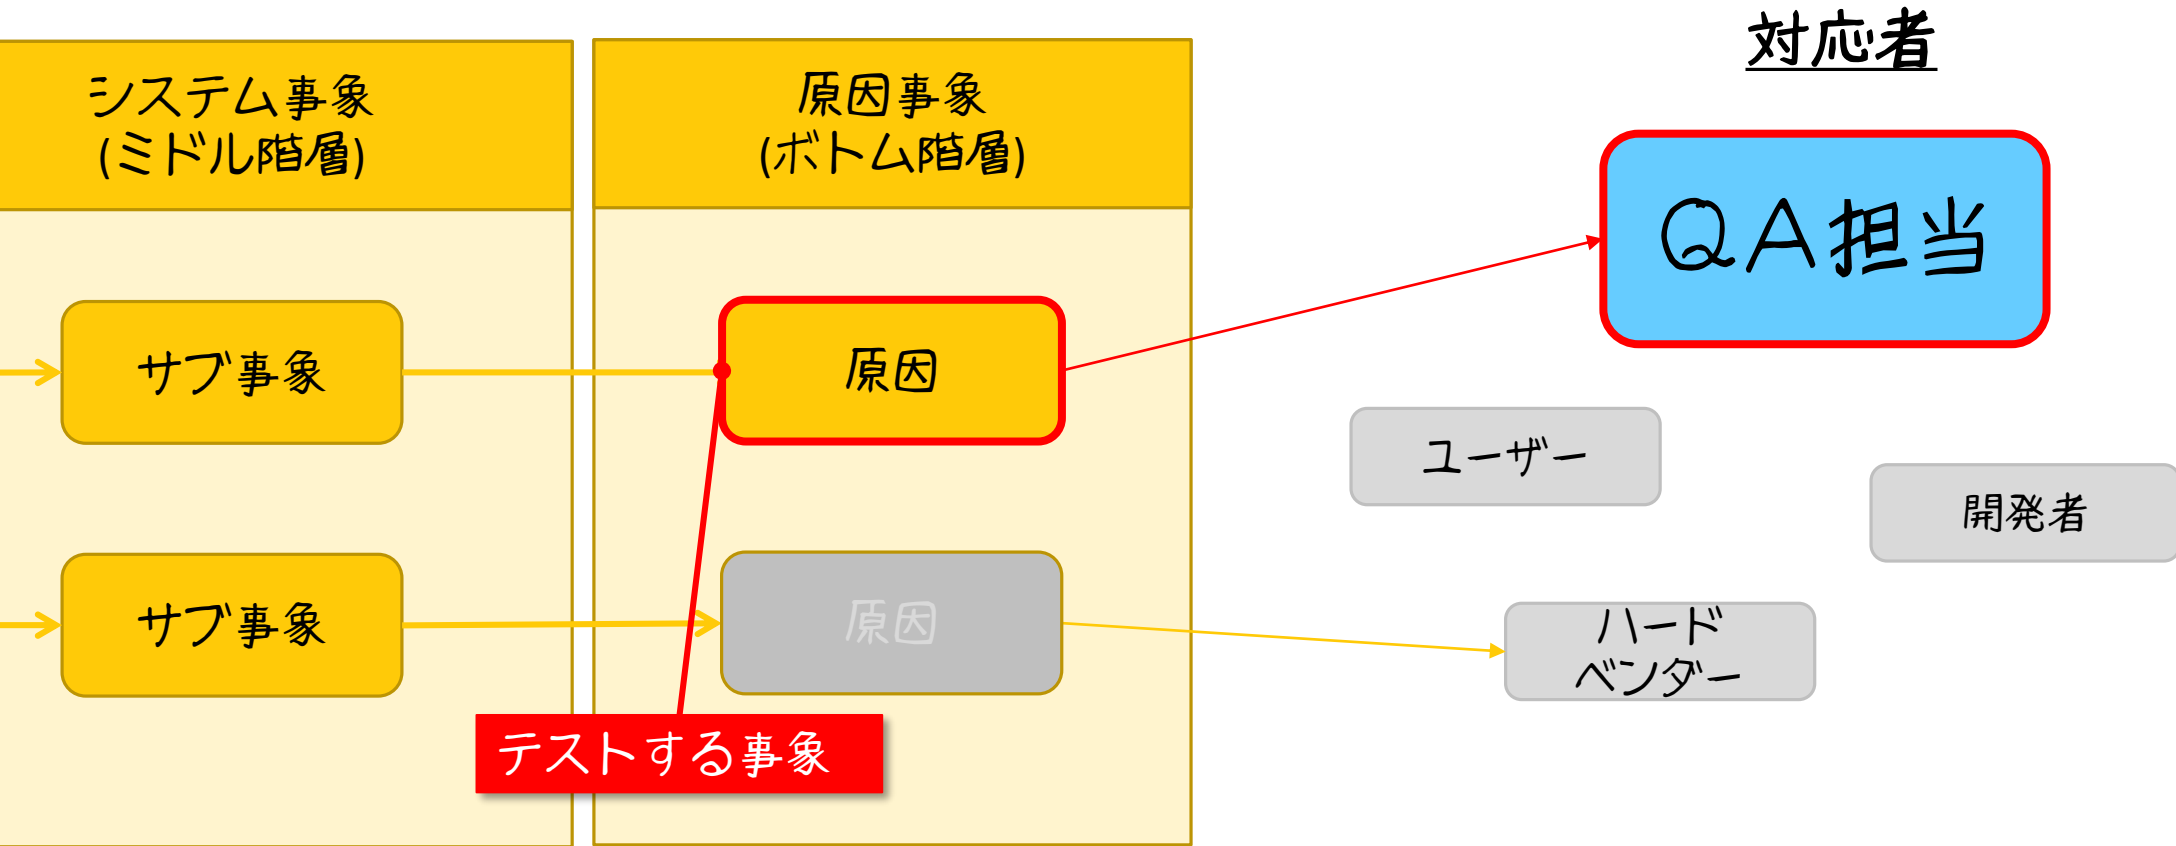 対応者
システム事象
(ミドル階層)
原因事象
(ボトム階層)
QA担当
サブ事象
原因
ユーザー
開発者
サブ事象
原因
ハード
ベンダー
テストする事象